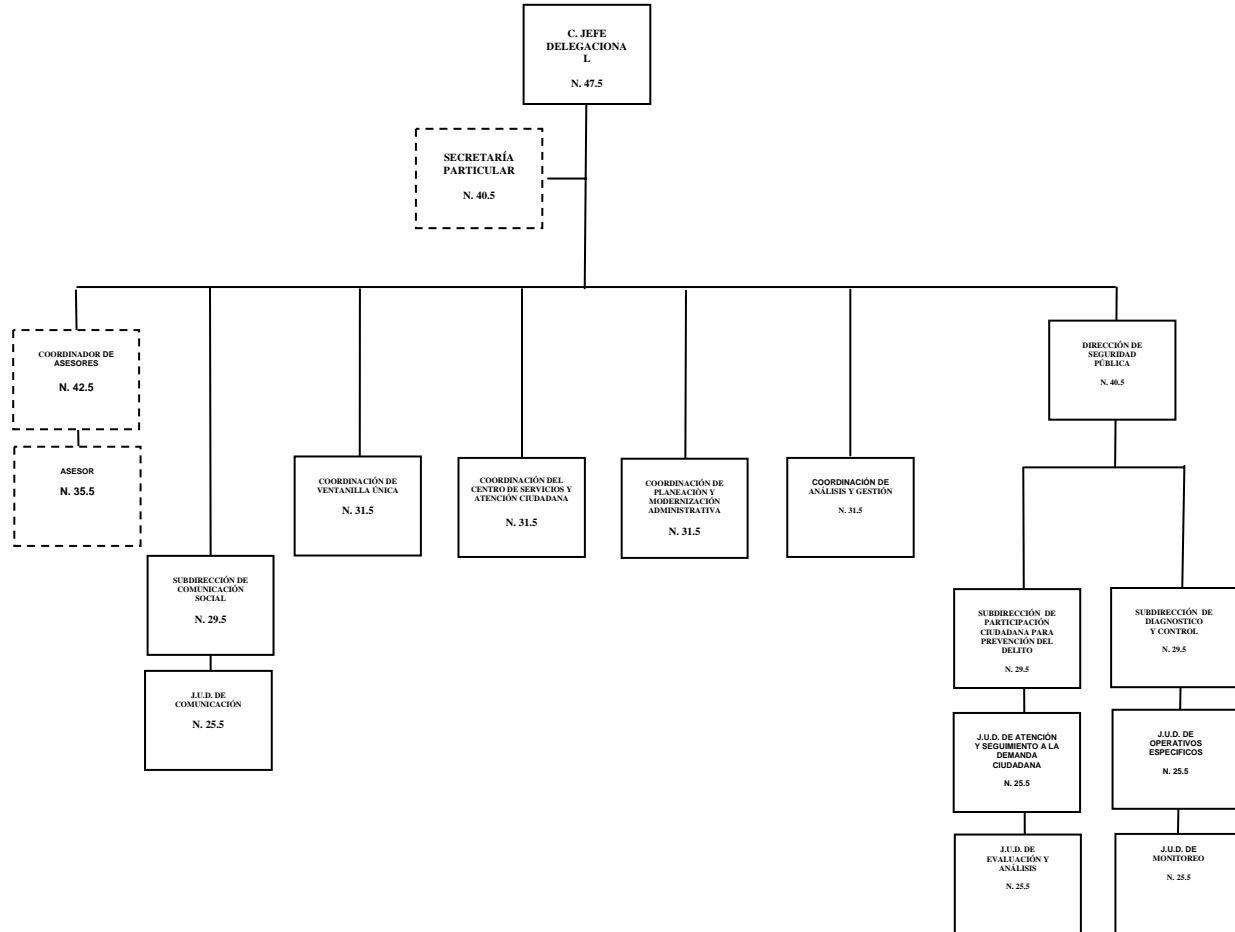 C. JEFE
DELEGACIONA
L
N. 47.5
SECRETARÍA
PARTICULAR
N. 40.5
COORDINADOR DE
ASESORES
N. 42.5
ASESOR
N. 35.5
SUBDIRECCIÓN DE
COMUNICACIÓN
SOCIAL
N. 29.5
J.U.D. DE
COMUNICACIÓN
N. 25.5
COORDINACIÓN DE
VENTANILLA ÚNICA
N. 31.5
COORDINACIÓN DEL
CENTRO DE SERVICIOS Y
ATENCIÓN CIUDADANA
N. 31.5
COORDINACIÓN DE
PLANEACIÒN Y
MODERNIZACIÓN
ADMINISTRATIVA
N. 31.5
COORDINACIÓN DE
ANÁLISIS Y GESTIÓN
N. 31.5
DIRECCIÓN DE
SEGURIDAD
PÚBLICA
N. 40.5
SUBDIRECCIÓN DE
PARTICIPACIÓN
CIUDADANA PARA
PREVENCIÓN DEL
DELITO
N. 29.5
J.U.D. DE ATENCIÓN
Y SEGUIMIENTO A LA
DEMANDA
CIUDADANA
N. 25.5
J.U.D. DE
EVALUACIÓN Y
ANÁLISIS
N. 25.5
SUBDIRECCIÓN DE
DIAGNOSTICO
Y CONTROL
N. 29.5
J.U.D. DE
OPERATIVOS
ESPECIFICOS
N. 25.5
J.U.D. DE
MONITOREO
N. 25.5